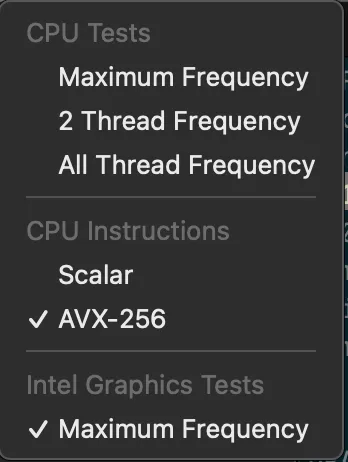 CPU Tests
Maximum Frequency
2 Thread Frequency
All Thread Frequency
CPU Instructions
Scalar
✓ AVX-256
Intel Graphics Tests
✓ Maximum Frequency